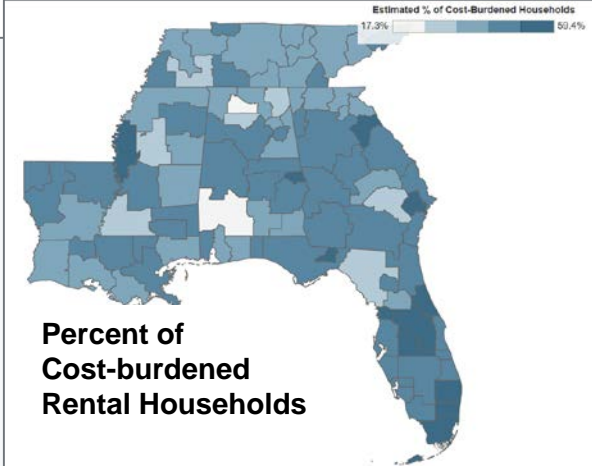 Estimated % of Cost-Burdened Households
17.3% 59.4%
Percent of
Cost-burdened
Rental Households